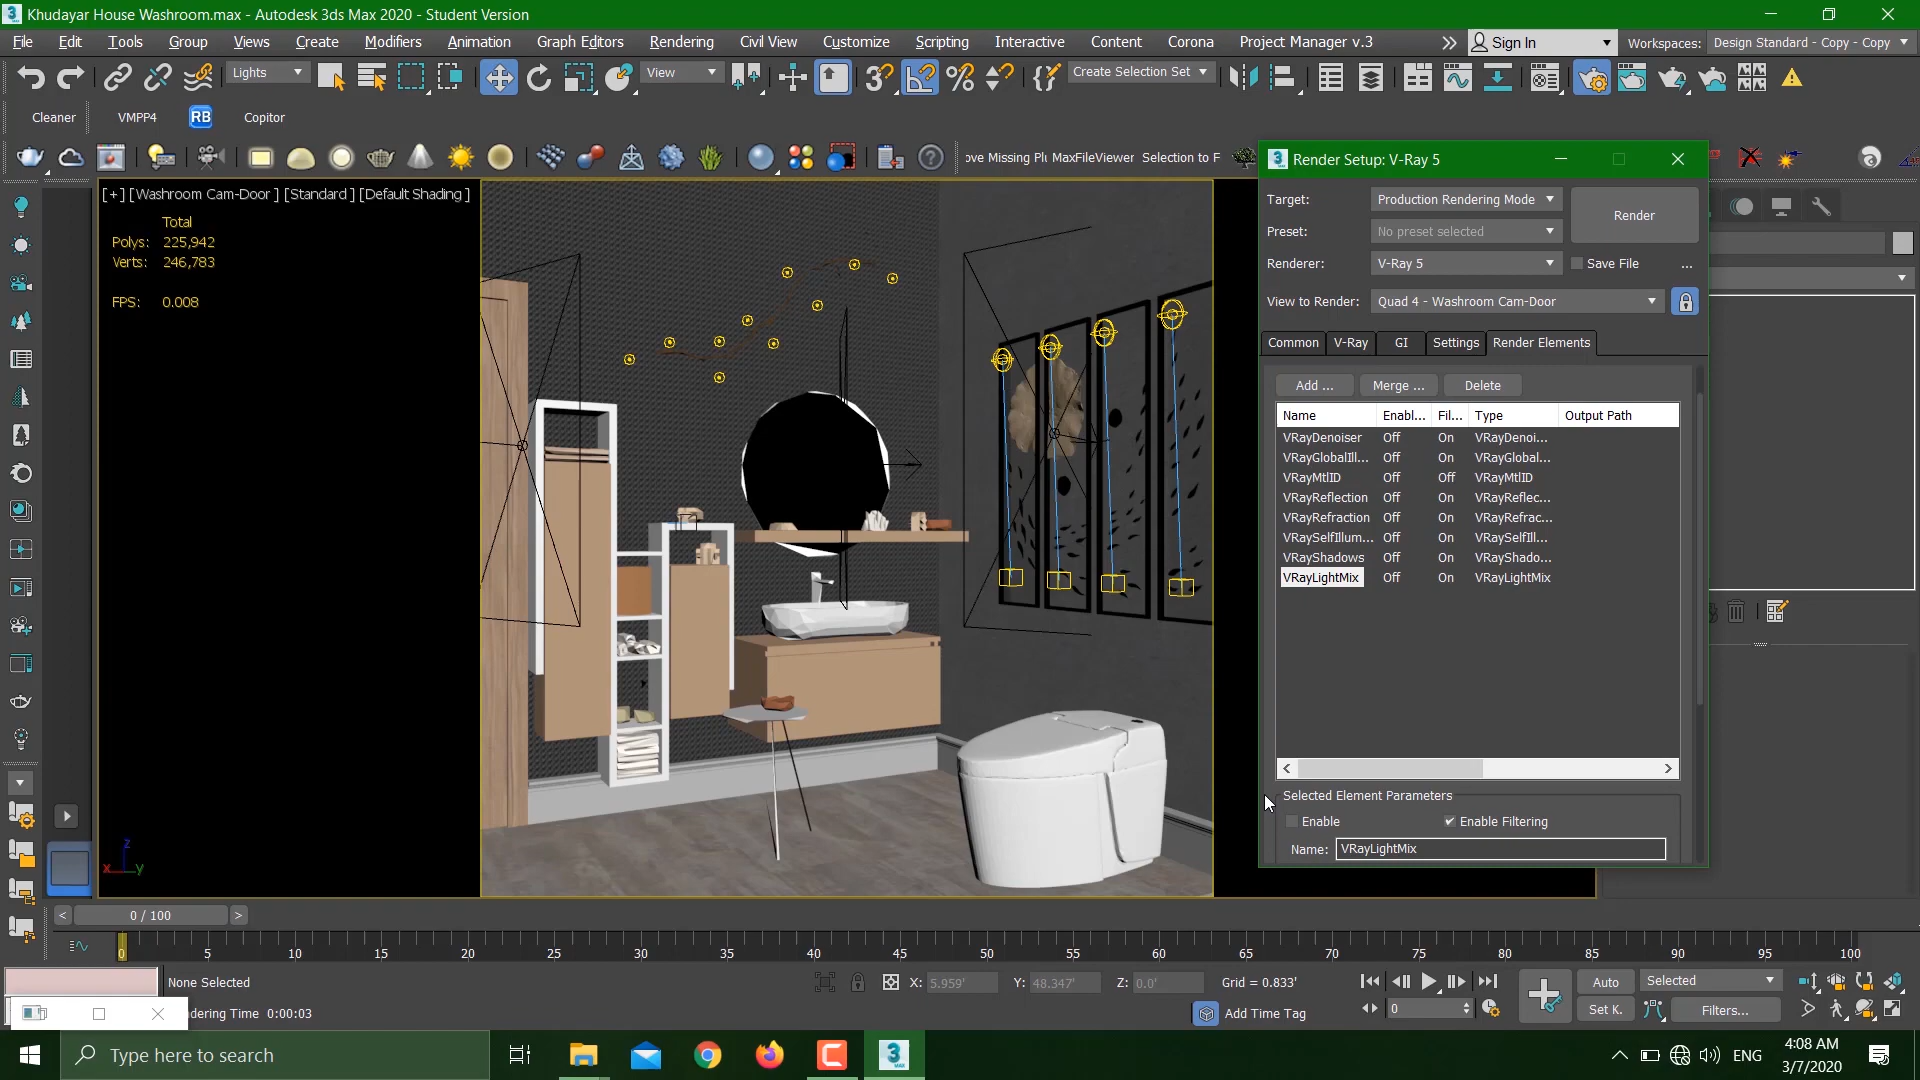 Khudayar House Washroom.max - Autodesk 3ds Max 2020 - Student Version
File Edit Tools Group Views Create Modifiers Animation Graph Editors Rendering Civil View Customize Scripting Interactive Content Corona Project Manager v.3 Sign In Workspaces: Design Standard - Copy - Copy
Lights View Create Selection Set
Cleaner VMPP4 RB Copitor
ove Missing Plu MaxFileViewer Selection to F
Render Setup: V-Ray 5
[+] [Washroom Cam-Door ] [Standard ] [Default Shading ]
Total
Polys: 225,942
Verts: 246,783
FPS: 0.008
Target: Production Rendering Mode Render
Preset: No preset selected
Renderer: V-Ray 5 Save File ...
View to Render: Quad 4 - Washroom Cam-Door
Common V-Ray GI Settings Render Elements
Add ... Merge ... Delete
Name Enabl... Fil... Type Output Path
VRayDenoiser Off On VRayDenoi...
VRayGlobalIll... Off On VRayGlobal...
VRayMtlID Off Off VRayMtlID
VRayReflection Off On VRayReflec...
VRayRefraction Off On VRayRefrac...
VRaySelfIllum... Off On VRaySelfIll...
VRayShadows Off On VRayShado...
VRayLightMix Off On VRayLightMix
Selected Element Parameters
Enable Enable Filtering
Name: VRayLightMix
z
x y
< 0 / 100 >
0 5 10 15 20 25 30 35 40 45 50 55 60 65 70 75 80 85 90 95 100
None Selected X: 5.959' Y: 48.347' Z: 0.0' Grid = 0.833' Auto Selected
ndering Time 0:00:03 Add Time Tag 0 Set K. Filters...
Type here to search 3 MAX ENG 4:08 AM
3/7/2020